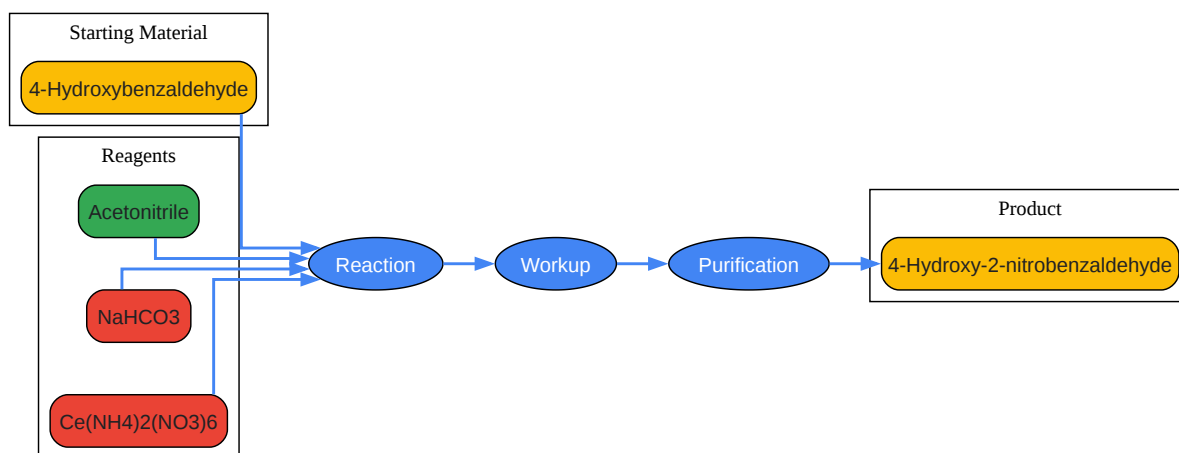 Starting Material
4-Hydroxybenzaldehyde
Reagents
Acetonitrile
NaHCO3
Ce(NH4)2(NO3)6
Reaction
Workup
Purification
Product
4-Hydroxy-2-nitrobenzaldehyde